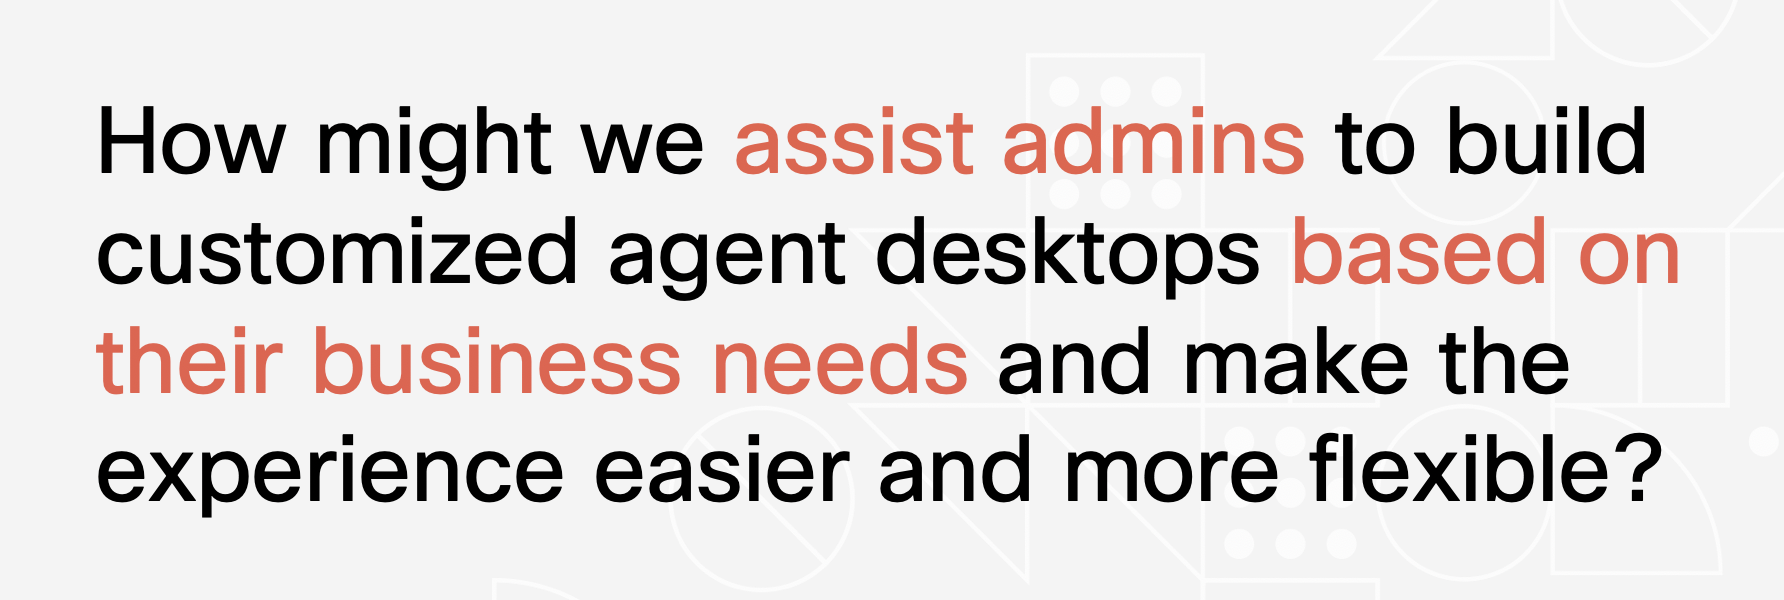 How might we assist admins to build
customized agent desktops based on
their business needs and make the
experience easier and more flexible?